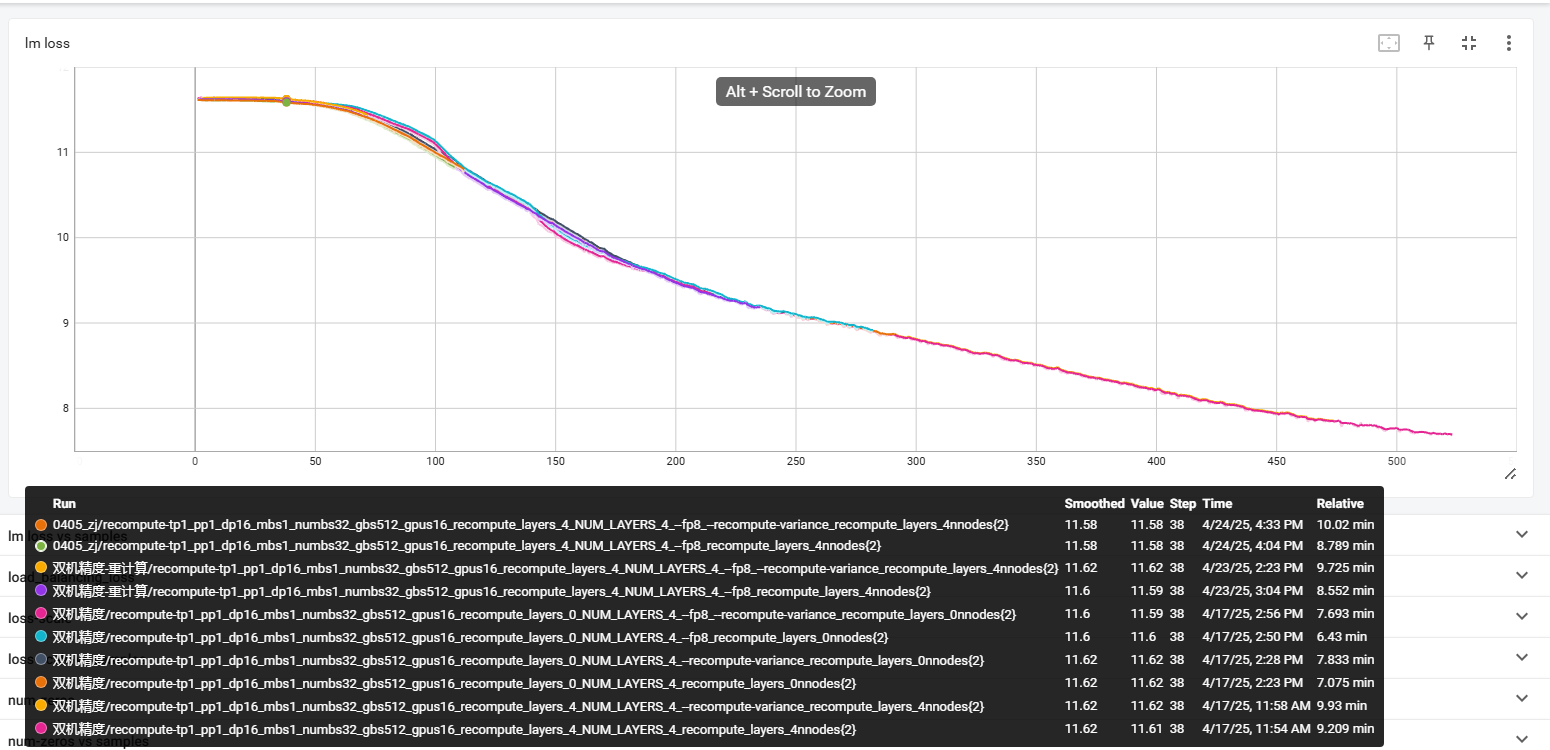 lm loss
Alt + Scroll to Zoom
11
10
9
8
0 50 100 150 200 250 300 350 400 450 500
Run Smoothed Value Step Time Relative
0405_zj/recompute-tp1_pp1_dp16_mbs1_numbs32_gbs512_gpus16_recompute_layers_4_NUM_LAYERS_4_--fp8_--recompute-variance_recompute_layers_4nnodes{2} 11.58 11.58 38 4/24/25, 4:33 PM 10.02 min
0405_zj/recompute-tp1_pp1_dp16_mbs1_numbs32_gbs512_gpus16_recompute_layers_4_NUM_LAYERS_4_--fp8_recompute_layers_4nnodes{2} 11.58 11.58 38 4/24/25, 4:04 PM 8.789 min
双机精度-重计算/recompute-tp1_pp1_dp16_mbs1_numbs32_gbs512_gpus16_recompute_layers_4_NUM_LAYERS_4_--fp8_--recompute-variance_recompute_layers_4nnodes{2} 11.62 11.62 38 4/23/25, 2:23 PM 9.725 min
双机精度-重计算/recompute-tp1_pp1_dp16_mbs1_numbs32_gbs512_gpus16_recompute_layers_4_NUM_LAYERS_4_--fp8_recompute_layers_4nnodes{2} 11.6 11.59 38 4/23/25, 3:04 PM 8.552 min
双机精度/recompute-tp1_pp1_dp16_mbs1_numbs32_gbs512_gpus16_recompute_layers_0_NUM_LAYERS_4_--fp8_--recompute-variance_recompute_layers_0nnodes{2} 11.6 11.59 38 4/17/25, 2:56 PM 7.693 min
双机精度/recompute-tp1_pp1_dp16_mbs1_numbs32_gbs512_gpus16_recompute_layers_0_NUM_LAYERS_4_--fp8_recompute_layers_0nnodes{2} 11.6 11.6 38 4/17/25, 2:50 PM 6.43 min
双机精度/recompute-tp1_pp1_dp16_mbs1_numbs32_gbs512_gpus16_recompute_layers_0_NUM_LAYERS_4_--recompute-variance_recompute_layers_0nnodes{2} 11.62 11.62 38 4/17/25, 2:28 PM 7.833 min
双机精度/recompute-tp1_pp1_dp16_mbs1_numbs32_gbs512_gpus16_recompute_layers_0_NUM_LAYERS_4_recompute_layers_0nnodes{2} 11.62 11.62 38 4/17/25, 2:23 PM 7.075 min
双机精度/recompute-tp1_pp1_dp16_mbs1_numbs32_gbs512_gpus16_recompute_layers_4_NUM_LAYERS_4_--recompute-variance_recompute_layers_4nnodes{2} 11.62 11.62 38 4/17/25, 11:58 AM 9.93 min
双机精度/recompute-tp1_pp1_dp16_mbs1_numbs32_gbs512_gpus16_recompute_layers_4_NUM_LAYERS_4_recompute_layers_4nnodes{2} 11.62 11.61 38 4/17/25, 11:54 AM 9.209 min
lm loss vs samples
load_balancing_loss
num-zeros vs samples